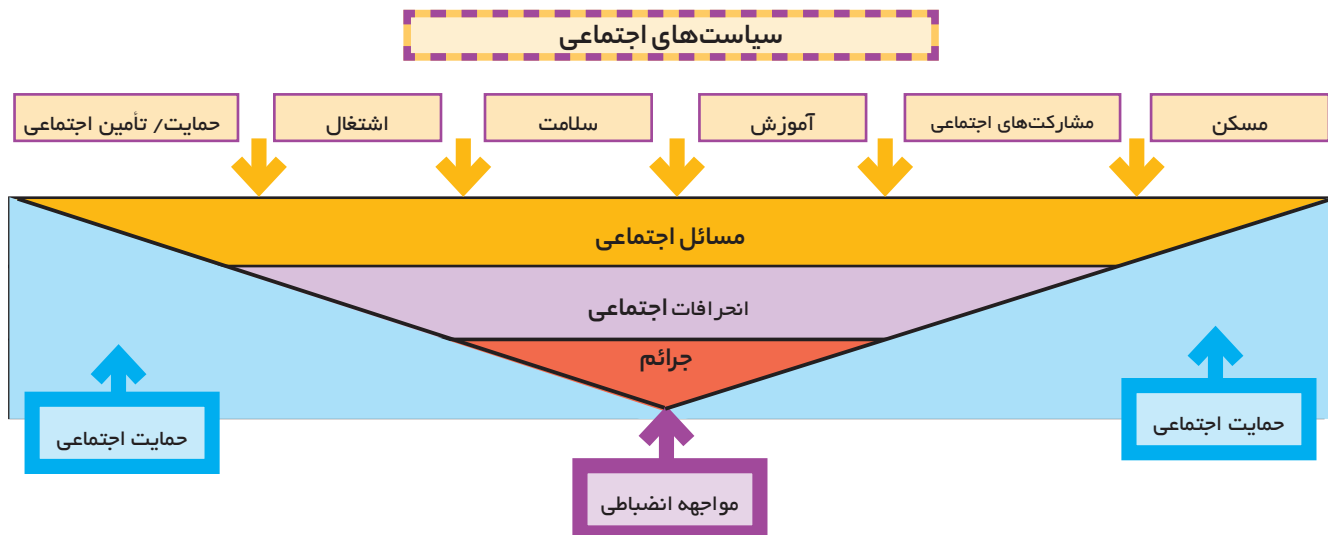 سیاست‌های اجتماعی
مسکن
مشارکت‌های اجتماعی
آموزش
سلامت
اشتغال
حمایت/ تأمین اجتماعی
مسائل اجتماعی
انحرافات اجتماعی
جرائم
حمایت اجتماعی
حمایت اجتماعی
مواجهه انضباطی